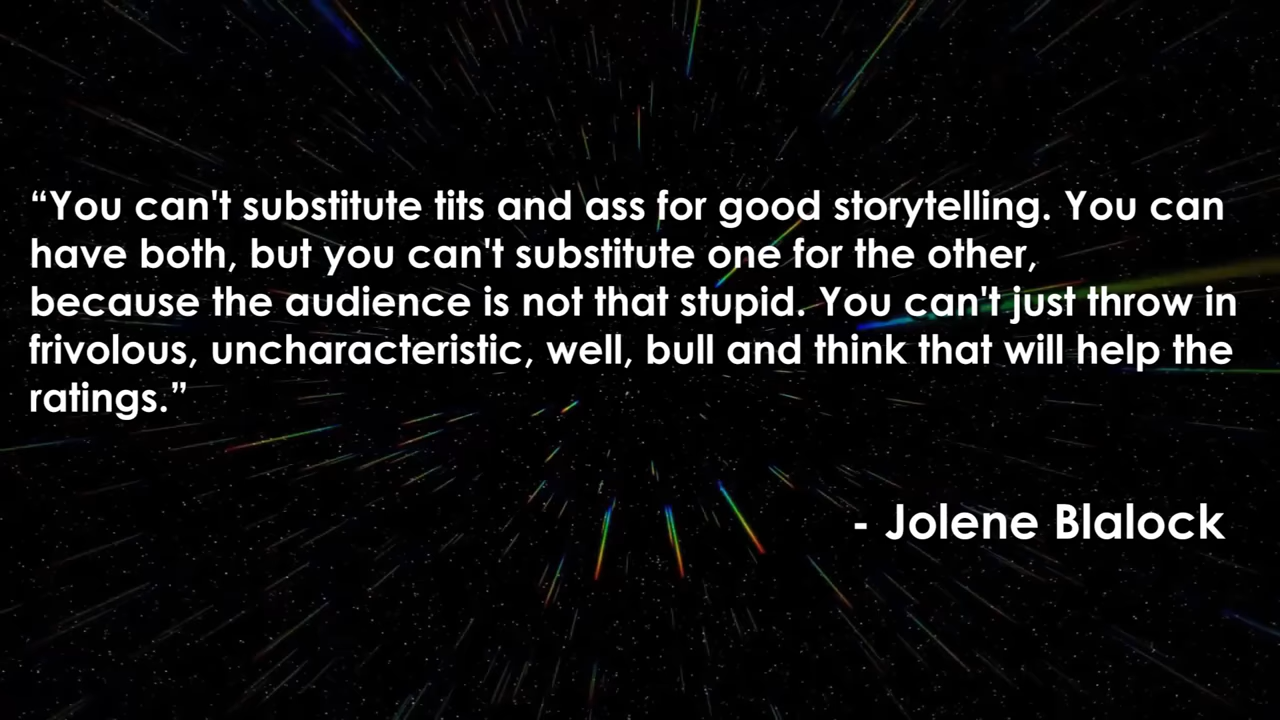 “You can't substitute tits and ass for good storytelling. You can
have both, but you can't substitute one for the other,
because the audience is not that stupid. You can't just throw in
frivolous, uncharacteristic, well, bull and think that will help the
ratings.”
- Jolene Blalock